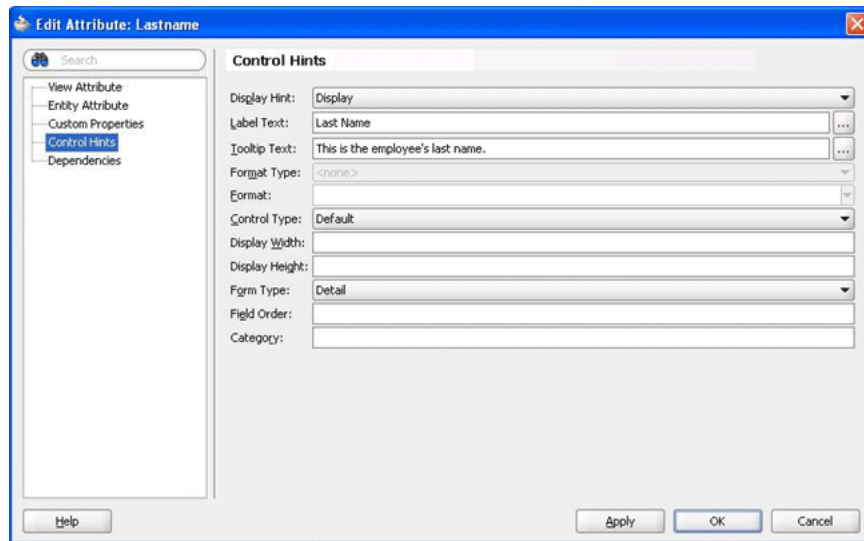 Edit Attribute: Lastname
Search
View Attribute
Entity Attribute
Custom Properties
Control Hints
Dependencies
Control Hints
Display Hint: Display
Label Text: Last Name ...
Tooltip Text: This is the employee's last name. ...
Format Type: <none>
Format:
Control Type: Default
Display Width:
Display Height:
Form Type: Detail
Field Order:
Category:
Help Apply OK Cancel